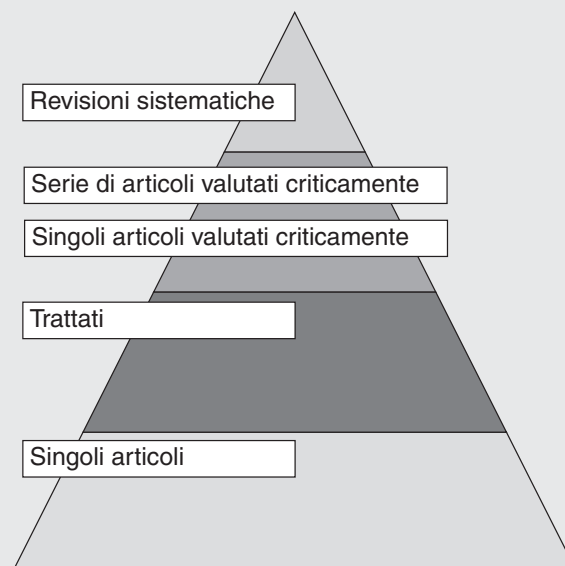 Revisioni sistematiche
Serie di articoli valutati criticamente
Singoli articoli valutati criticamente
Trattati
Singoli articoli